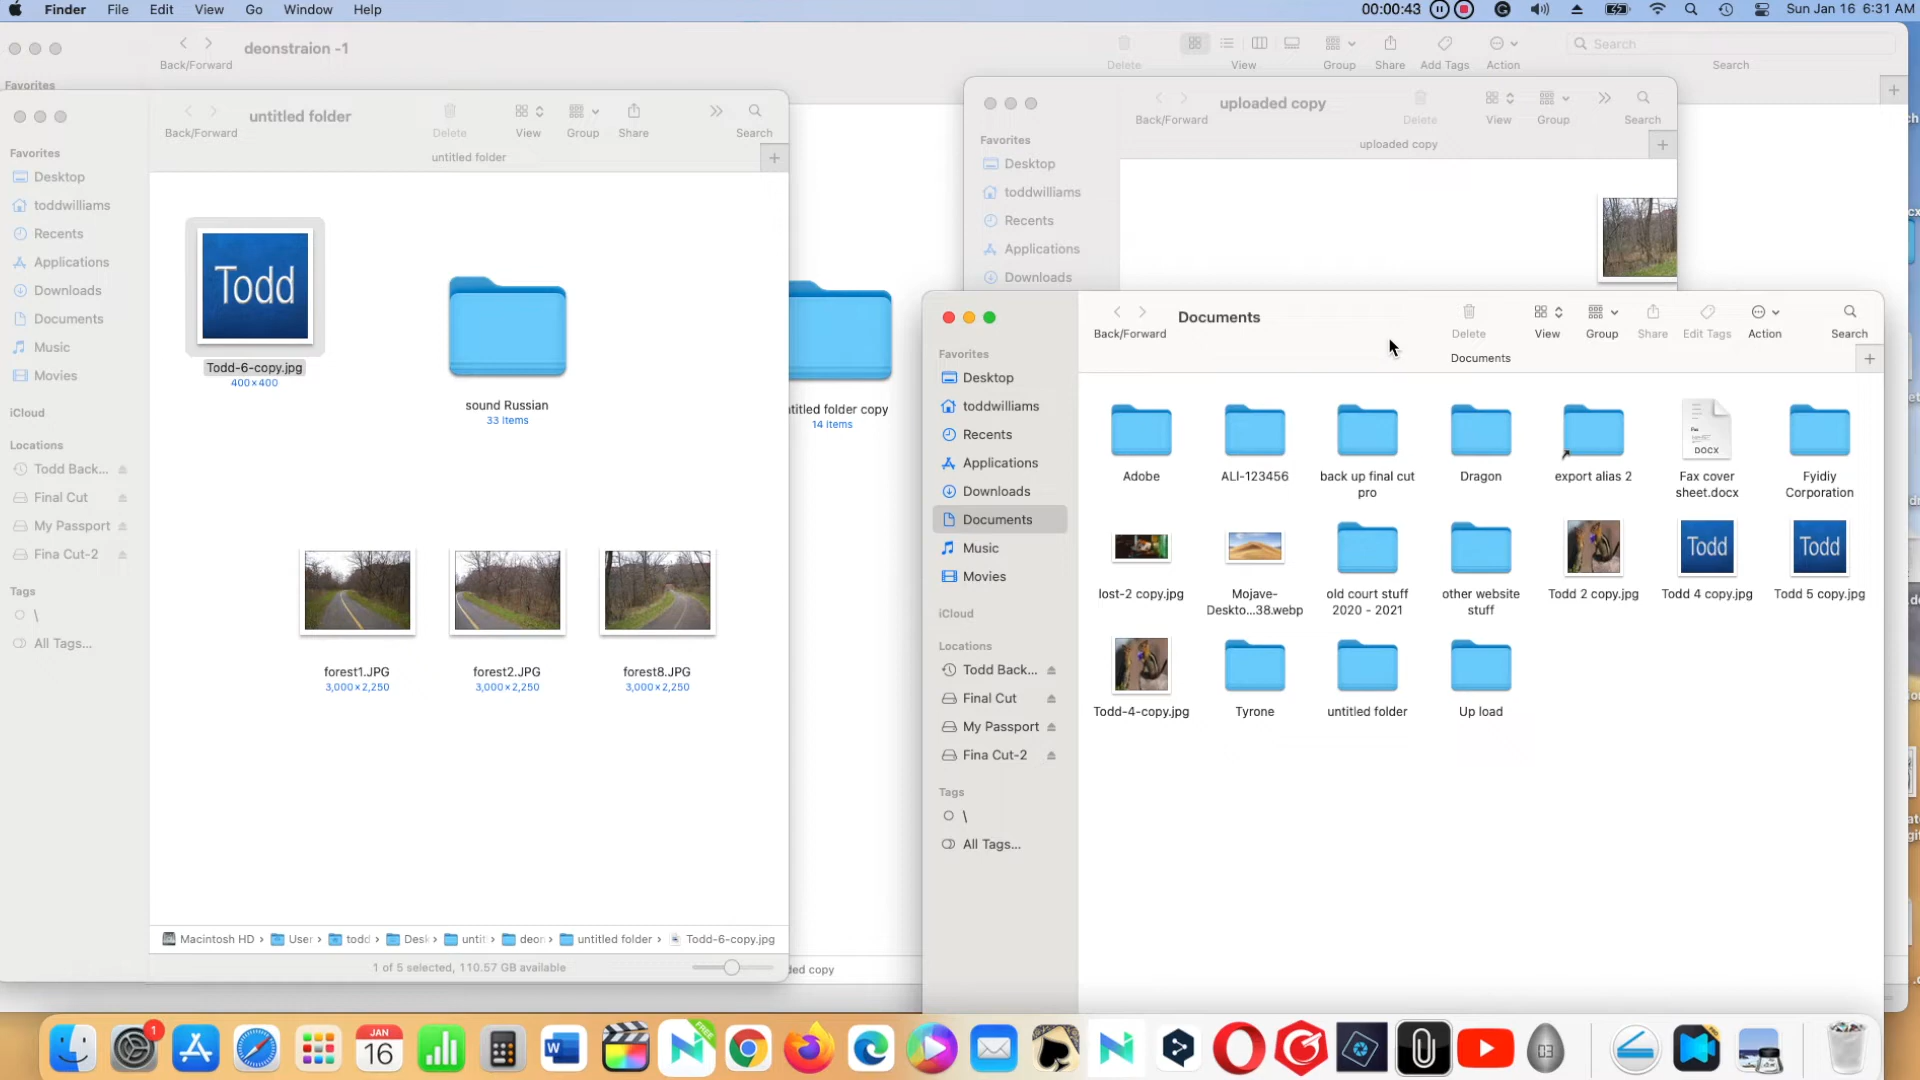 Finder File Edit View Go Window Help 00:00:43 Sun Jan 16 6:31 AM
deonstraion -1
Back/Forward
Delete View Group Share Add Tags Action Search
Search
Favorites
untitled folder
Back/Forward
Delete View Group Share Search
untitled folder
Favorites
Desktop
toddwilliams
Recents
Applications
Downloads
Documents
Music
Movies
iCloud
Locations
Todd Back...
Final Cut
My Passport
Fina Cut-2
Tags
\
All Tags...
Todd
Todd-6-copy.jpg
400×400
sound Russian
33 items
forest1.JPG
3,000×2,250
forest2.JPG
3,000×2,250
forest8.JPG
3,000×2,250
Macintosh HD › User › todd › Desk › untit › deon › untitled folder › Todd-6-copy.jpg
1 of 5 selected, 110.57 GB available
titled folder copy
14 items
ded copy
uploaded copy
Back/Forward
Delete View Group Search
uploaded copy
Favorites
Desktop
toddwilliams
Recents
Applications
Downloads
Documents
Back/Forward
Delete View Group Share Edit Tags Action Search
Documents
Favorites
Desktop
toddwilliams
Recents
Applications
Downloads
Documents
Music
Movies
iCloud
Locations
Todd Back...
Final Cut
My Passport
Fina Cut-2
Tags
\
All Tags...
Adobe
ALI-123456
back up final cut
pro
Dragon
export alias 2
DOCX
Fax cover
sheet.docx
Fyidiy
Corporation
lost-2 copy.jpg
Mojave-
Deskto...38.webp
old court stuff
2020 - 2021
other website
stuff
Todd 2 copy.jpg
Todd
Todd 4 copy.jpg
Todd
Todd 5 copy.jpg
Todd-4-copy.jpg
Tyrone
untitled folder
Up load
1
JAN
16
FREE
03